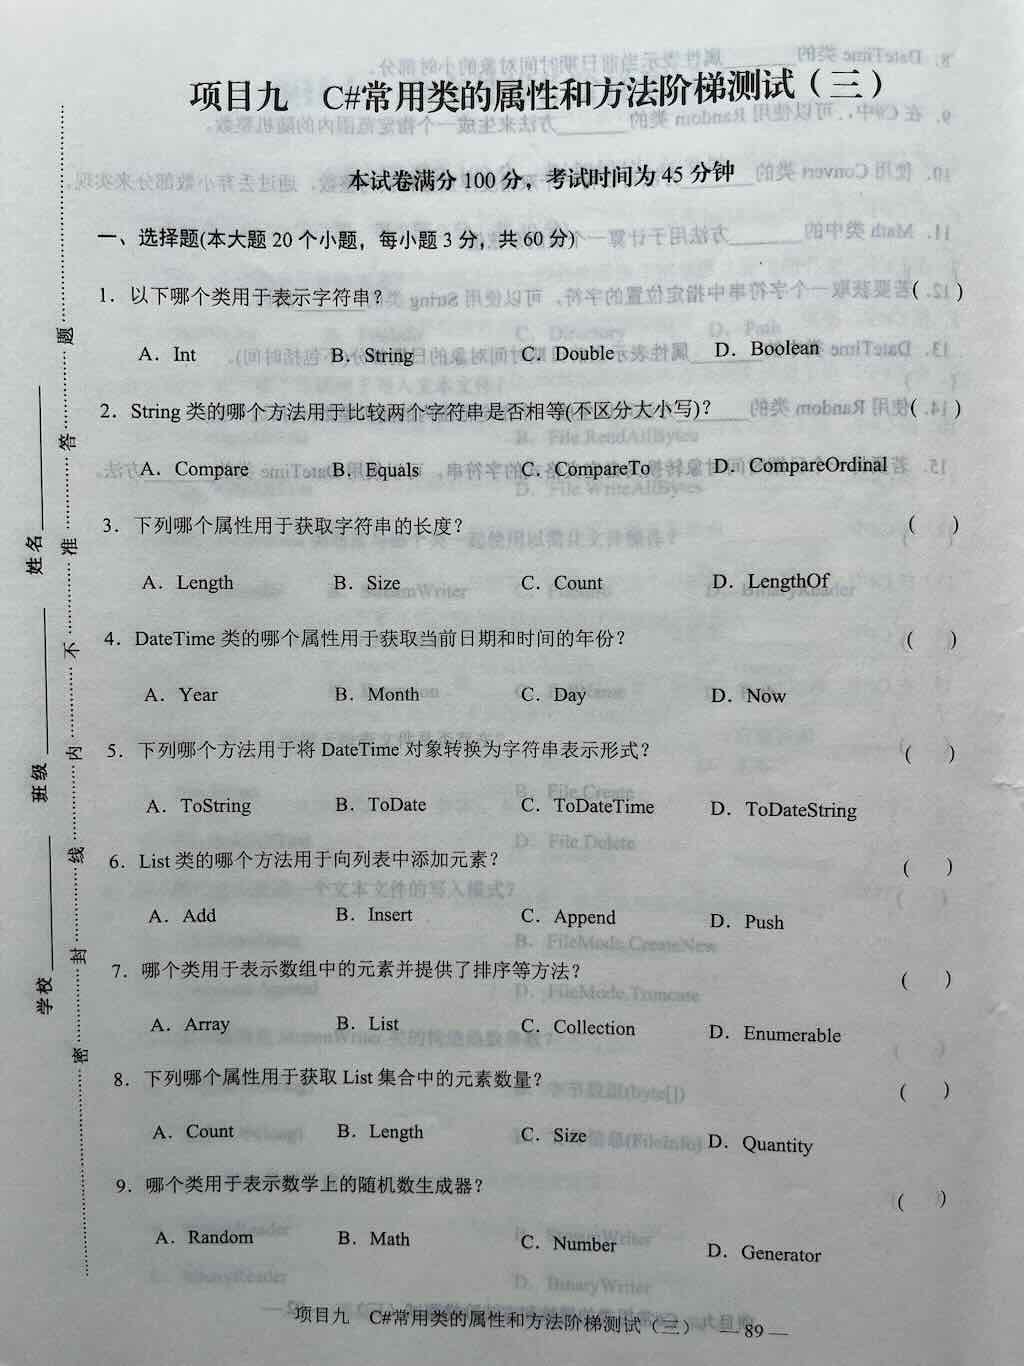 项目九 C#常用类的属性和方法阶梯测试(三)
本试卷满分 100 分，考试时间为 45 分钟
一、选择题(本大题 20 个小题，每小题 3 分，共 60 分)
1．以下哪个类用于表示字符串？ ( )
A．Int B．String C．Double D．Boolean
2．String 类的哪个方法用于比较两个字符串是否相等(不区分大小写)？ ( )
A．Compare B．Equals C．CompareTo D．CompareOrdinal
3．下列哪个属性用于获取字符串的长度？ ( )
A．Length B．Size C．Count D．LengthOf
4．DateTime 类的哪个属性用于获取当前日期和时间的年份？ ( )
A．Year B．Month C．Day D．Now
5．下列哪个方法用于将 DateTime 对象转换为字符串表示形式？ ( )
A．ToString B．ToDate C．ToDateTime D．ToDateString
6．List 类的哪个方法用于向列表中添加元素？ ( )
A．Add B．Insert C．Append D．Push
7．哪个类用于表示数组中的元素并提供了排序等方法？ ( )
A．Array B．List C．Collection D．Enumerable
8．下列哪个属性用于获取 List 集合中的元素数量？ ( )
A．Count B．Length C．Size D．Quantity
9．哪个类用于表示数学上的随机数生成器？ ( )
A．Random B．Math C．Number D．Generator
项目九 C#常用类的属性和方法阶梯测试(三) — 89 —
学校 班级 姓名
密 封 线 内 不 准 答 题